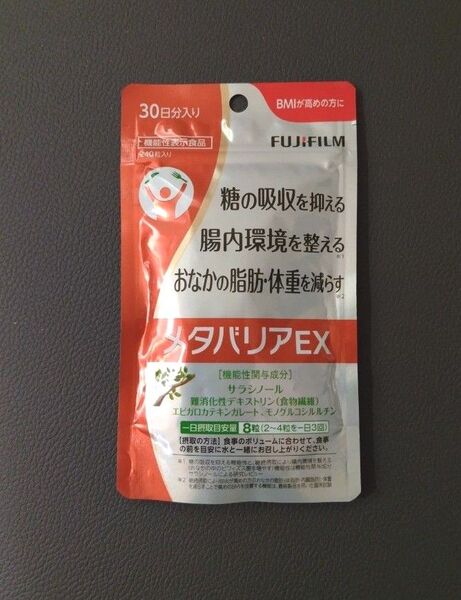 BMIが高めの方に
30日分入り
機能性表示食品
240粒入り
FUJIFILM
糖の吸収を抑える
腸内環境を整える
※1
おなかの脂肪・体重を減らす
※2
メタバリアEX
[機能性関与成分]
サラシノール
難消化性デキストリン(食物繊維)
エピガロカテキンガレート、モノグルコシルルチン
一日摂取目安量 8粒(2〜4粒を一日3回)
【摂取の方法】食事のボリュームに合わせて、食事
の前を目安に水と一緒にお召し上がりください。